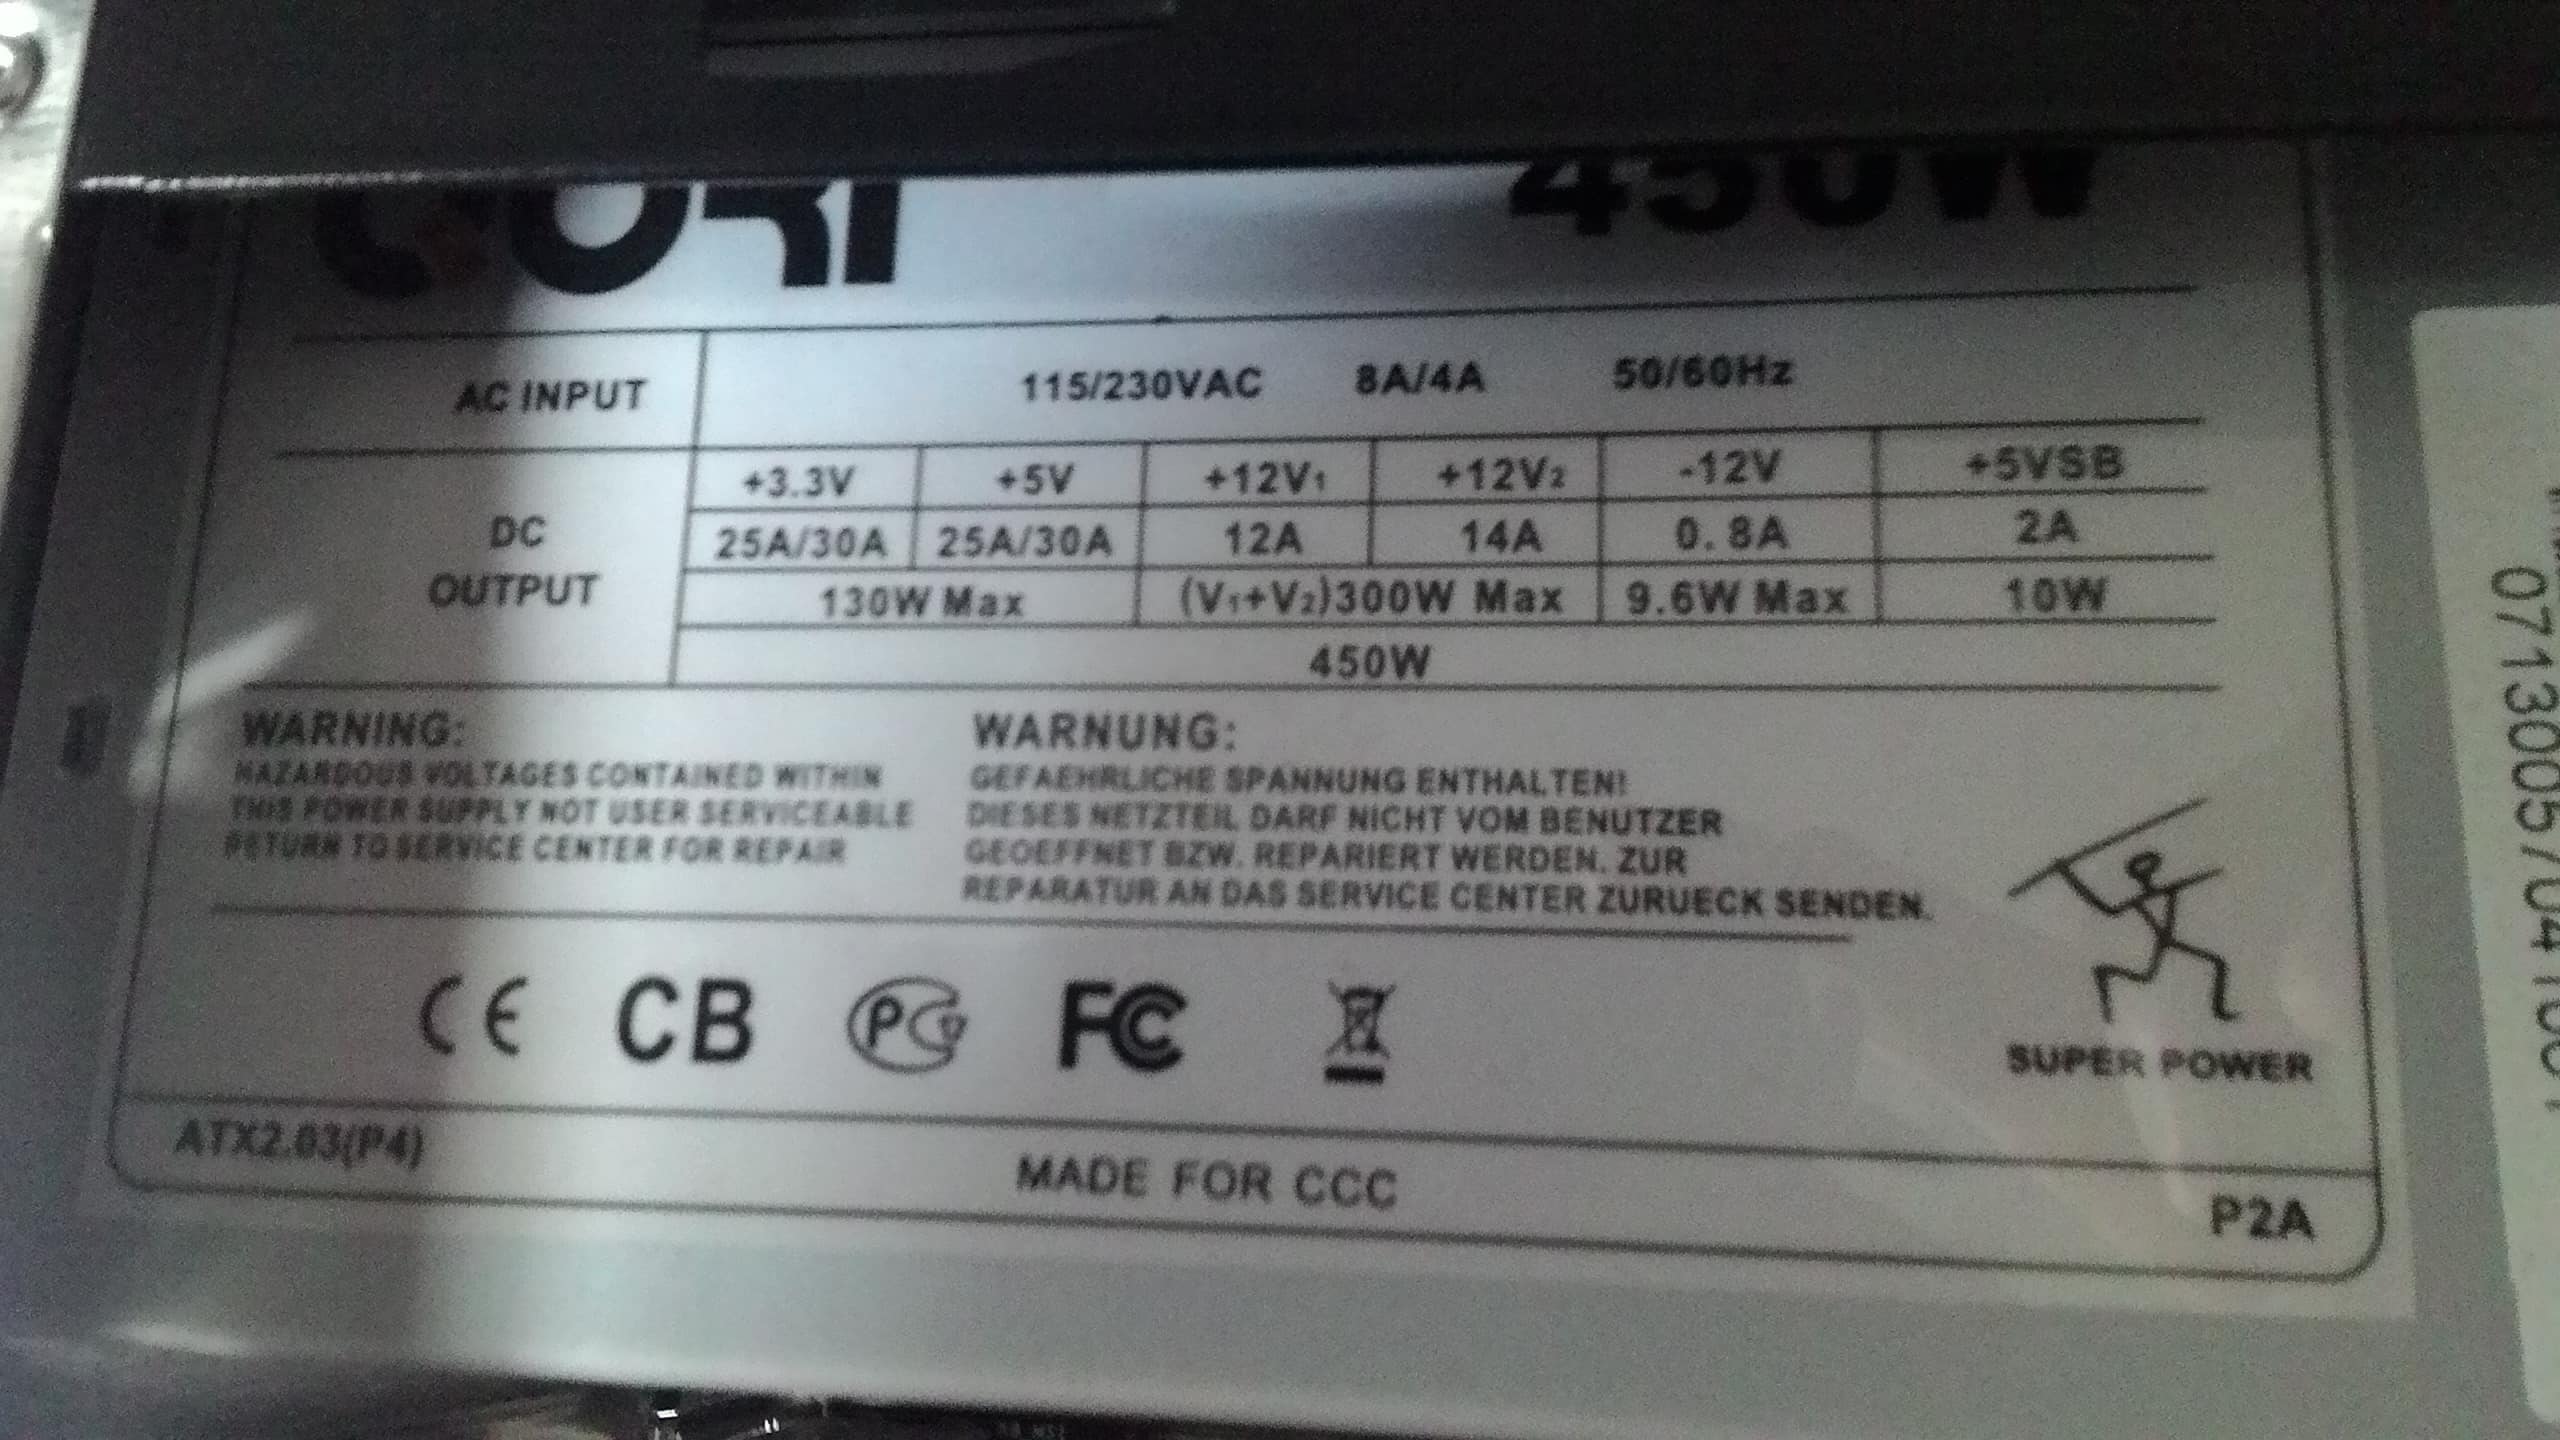 QORI 450W
AC INPUT 115/230VAC 8A/4A 50/60Hz
+3.3V +5V +12V1 +12V2 -12V +5VSB
DC OUTPUT
25A/30A 25A/30A 12A 14A 0.8A 2A
130W Max (V1+V2)300W Max 9.6W Max 10W
450W
WARNING:
HAZARDOUS VOLTAGES CONTAINED WITHIN
THIS POWER SUPPLY NOT USER SERVICEABLE
RETURN TO SERVICE CENTER FOR REPAIR
WARNUNG:
GEFAEHRLICHE SPANNUNG ENTHALTEN!
DIESES NETZTEIL DARF NICHT VOM BENUTZER
GEOEFFNET BZW. REPARIERT WERDEN. ZUR
REPARATUR AN DAS SERVICE CENTER ZURUECK SENDEN.
CE CB PG FC
SUPER POWER
ATX2.03(P4) MADE FOR CCC P2A